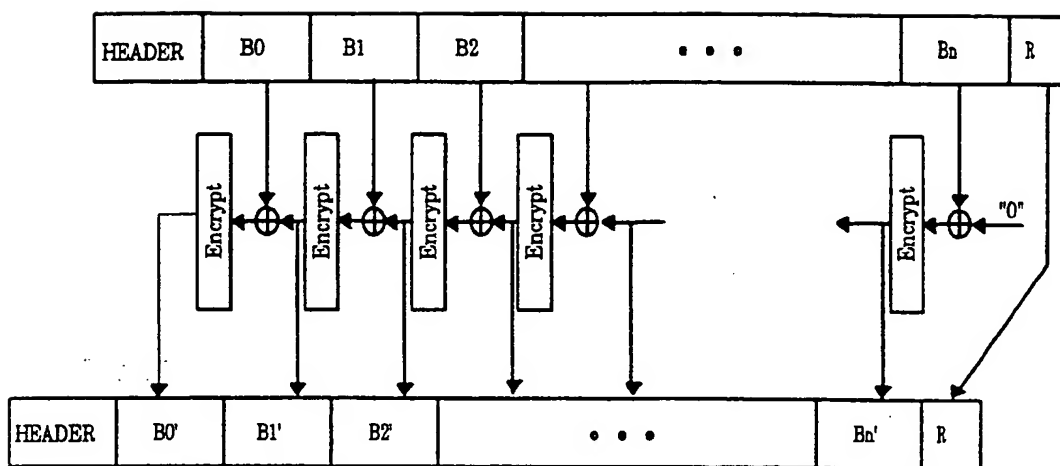 HEADER B0 B1 B2 • • • Bn R
Encrypt Encrypt Encrypt Encrypt Encrypt "0"
HEADER B0' B1' B2' • • • Bn' R